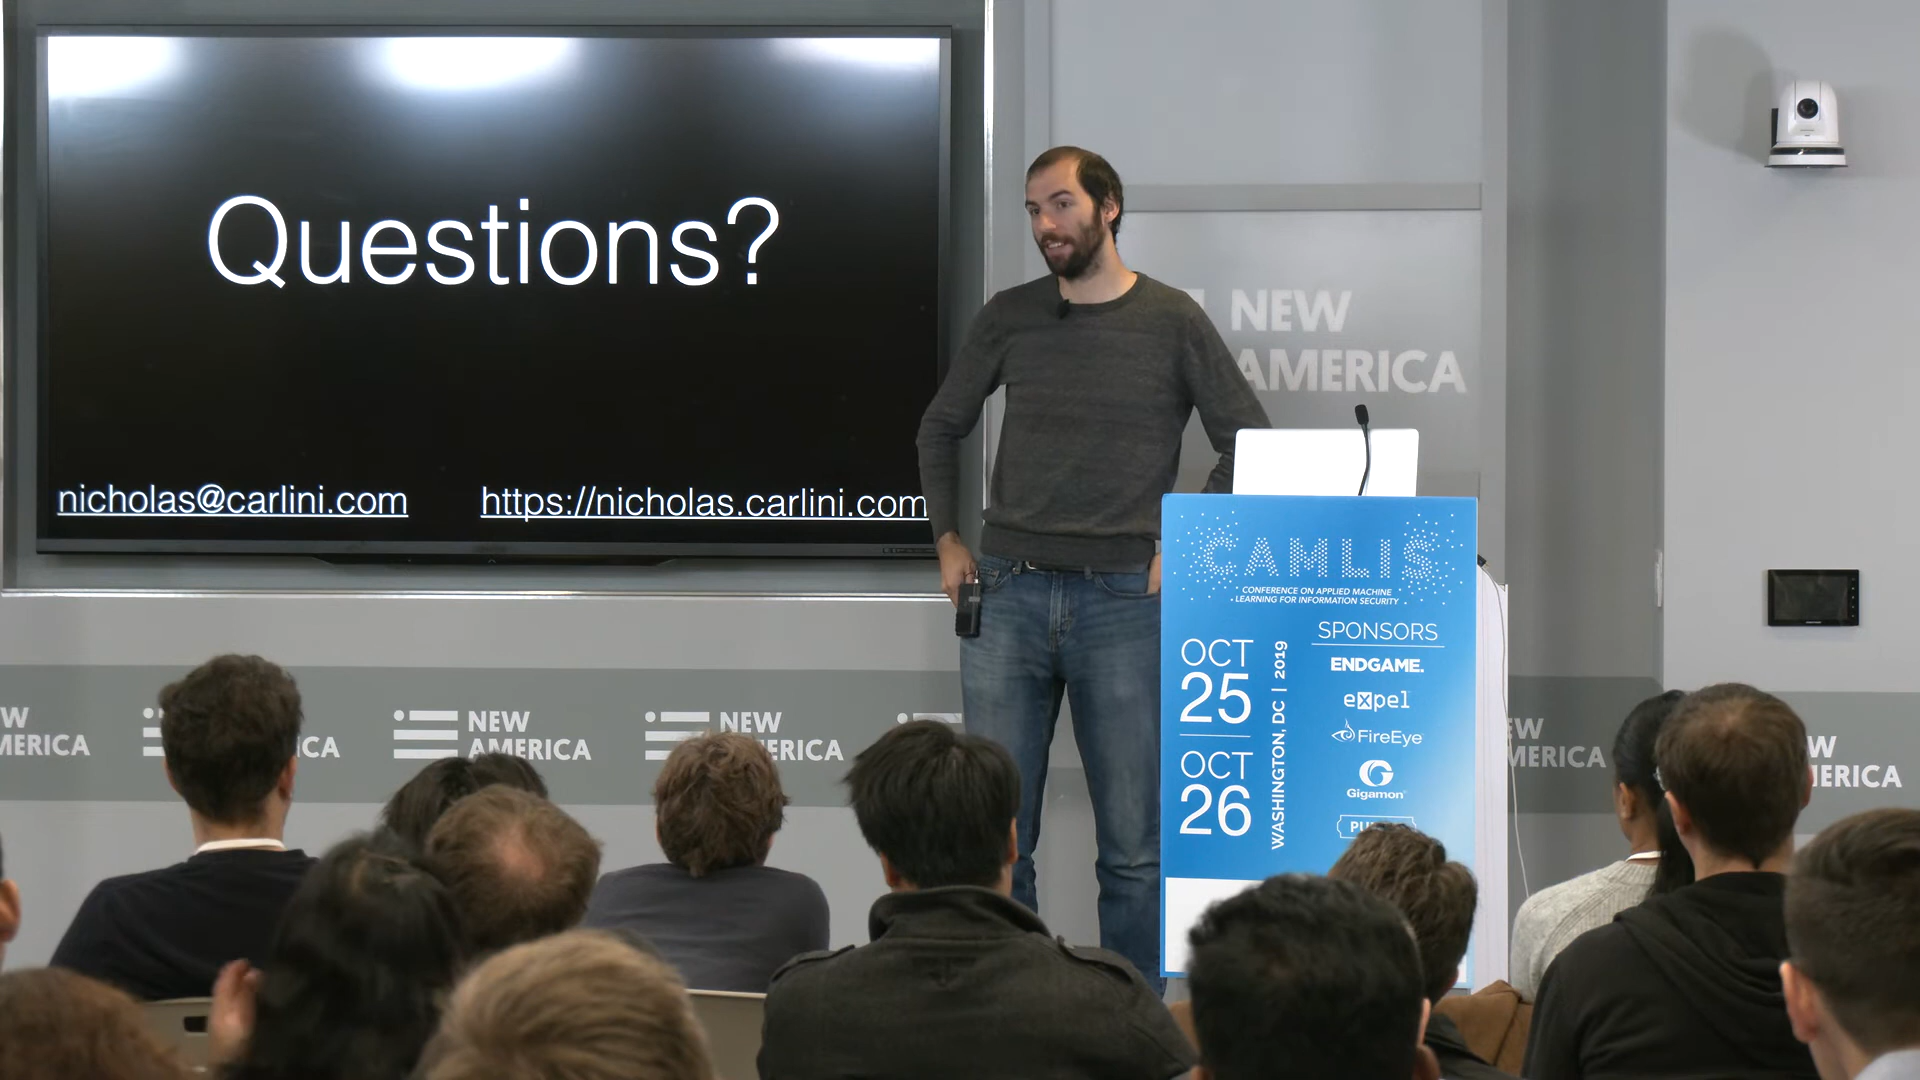 Questions?
nicholas@carlini.com
https://nicholas.carlini.com
NEW
AMERICA
CAMLIS
CONFERENCE ON APPLIED MACHINE
LEARNING FOR INFORMATION SECURITY
OCT
25
OCT
26
WASHINGTON, DC | 2019
SPONSORS
ENDGAME.
expel
FireEye
Gigamon
NEW
AMERICA
NEW
AMERICA